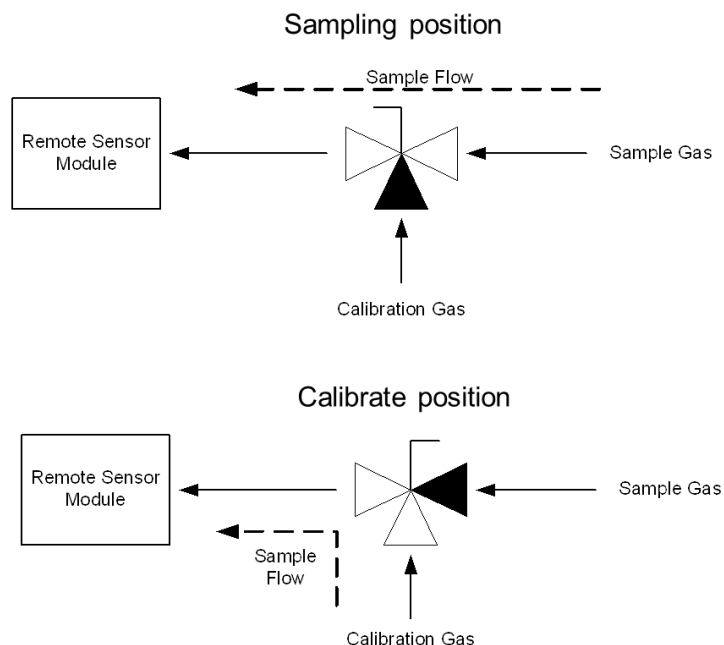 Sampling position
Sample Flow
Remote Sensor
Module
Sample Gas
Calibration Gas
Calibrate position
Remote Sensor
Module
Sample Gas
Sample
Flow
Calibration Gas